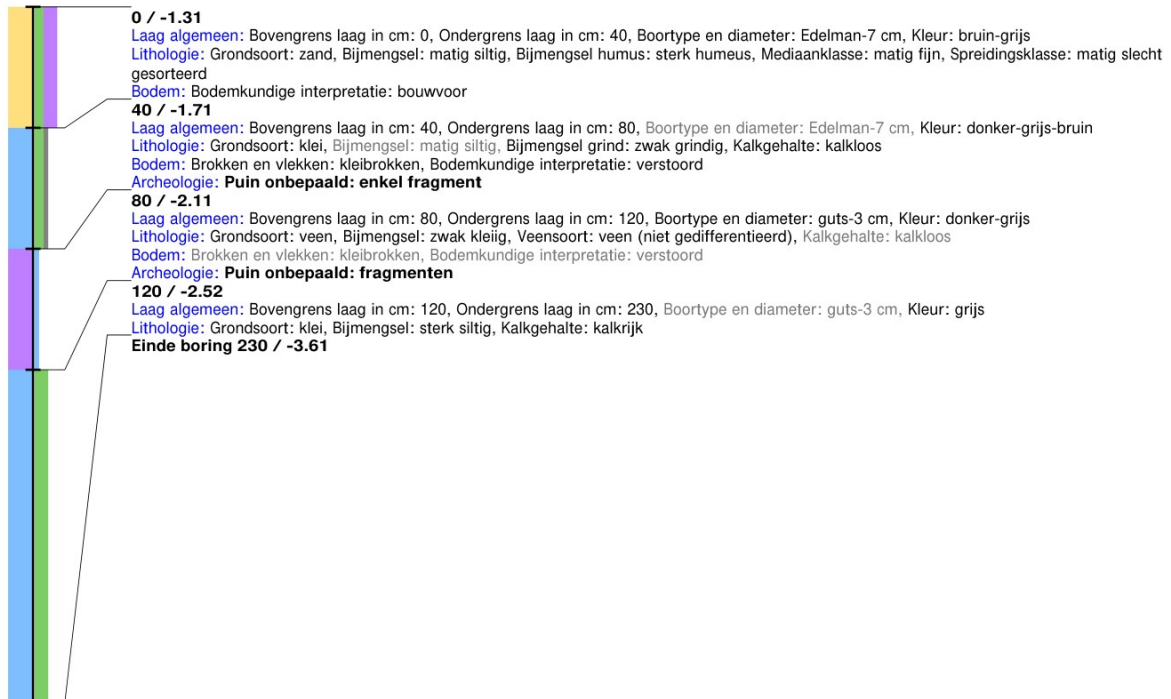 0 / -1.31
Laag algemeen: Bovengrens laag in cm: 0, Ondergrens laag in cm: 40, Boortype en diameter: Edelman-7 cm, Kleur: bruin-grijs
Lithologie: Grondsoort: zand, Bijmengsel: matig siltig, Bijmengsel humus: sterk humeus, Mediaanklasse: matig fijn, Spreidingsklasse: matig slecht
gesorteerd
Bodem: Bodemkundige interpretatie: bouwvoor
40 / -1.71
Laag algemeen: Bovengrens laag in cm: 40, Ondergrens laag in cm: 80, Boortype en diameter: Edelman-7 cm, Kleur: donker-grijs-bruin
Lithologie: Grondsoort: klei, Bijmengsel: matig siltig, Bijmengsel grind: zwak grindig, Kalkgehalte: kalkloos
Bodem: Brokken en vlekken: kleibrokken, Bodemkundige interpretatie: verstoord
Archeologie: Puin onbepaald: enkel fragment
80 / -2.11
Laag algemeen: Bovengrens laag in cm: 80, Ondergrens laag in cm: 120, Boortype en diameter: guts-3 cm, Kleur: donker-grijs
Lithologie: Grondsoort: veen, Bijmengsel: zwak kleiig, Veensoort: veen (niet gedifferentieerd), Kalkgehalte: kalkloos
Bodem: Brokken en vlekken: kleibrokken, Bodemkundige interpretatie: verstoord
Archeologie: Puin onbepaald: fragmenten
120 / -2.52
Laag algemeen: Bovengrens laag in cm: 120, Ondergrens laag in cm: 230, Boortype en diameter: guts-3 cm, Kleur: grijs
Lithologie: Grondsoort: klei, Bijmengsel: sterk siltig, Kalkgehalte: kalkrijk
Einde boring 230 / -3.61